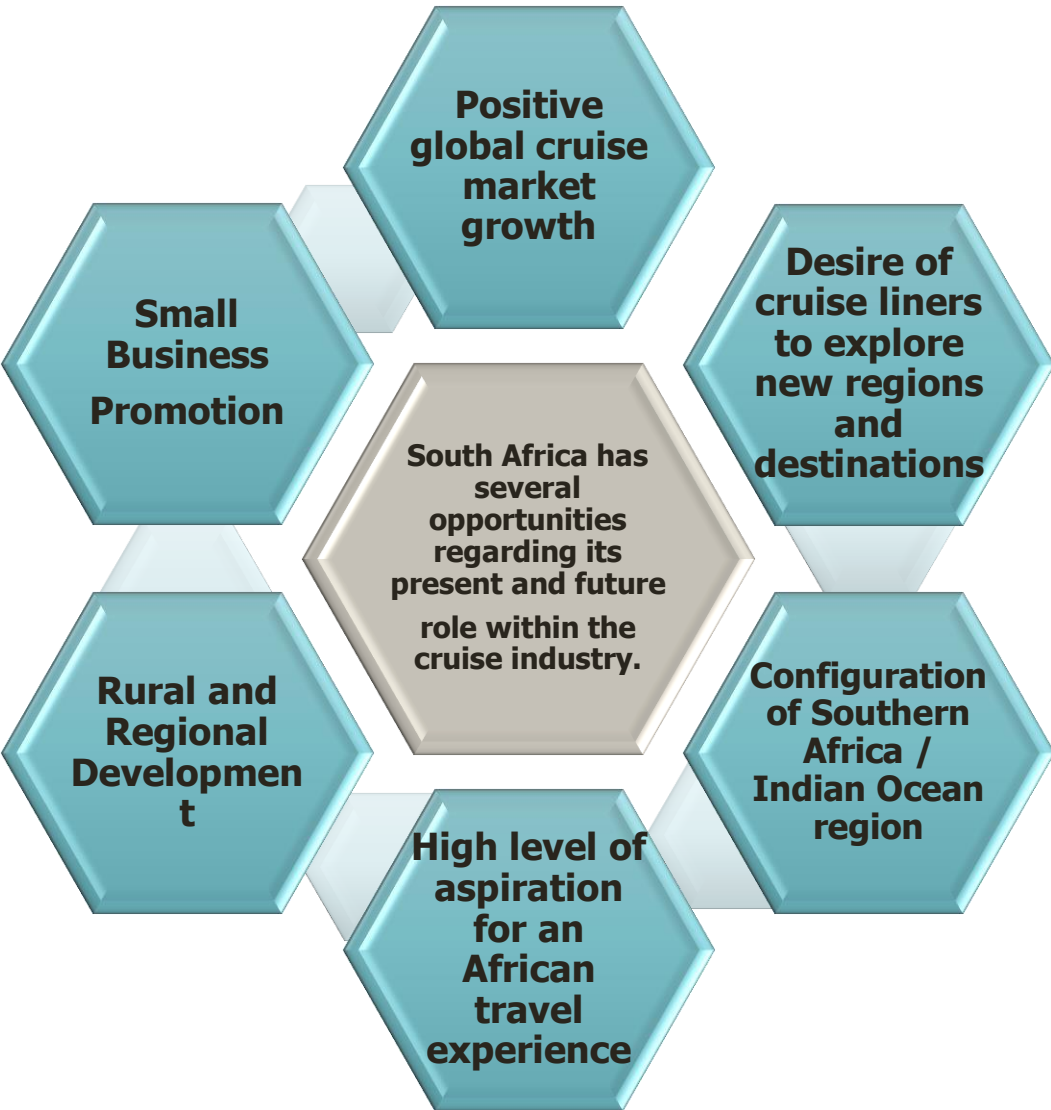 Positive
global cruise
market
growth
Desire of
cruise liners
to explore
new regions
and
destinations
Configuration
of Southern
Africa /
Indian Ocean
region
High level of
aspiration
for an
African
travel
experience
Rural and
Regional
Developmen
t
Small
Business
Promotion
South Africa has
several
opportunities
regarding its
present and future
role within the
cruise industry.